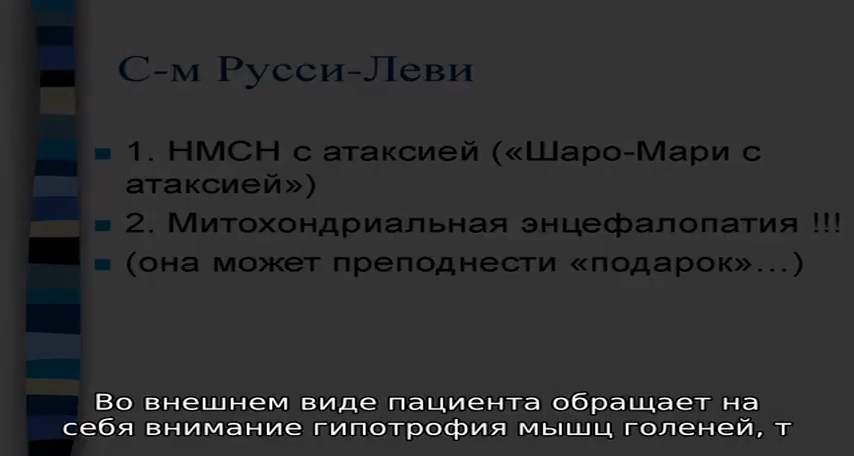 С-м Русси-Леви
1. НМСН с атаксией («Шаро-Мари с
атаксией»)
2. Митохондриальная энцефалопатия !!!
(она может преподнести «подарок»...)
Во внешнем виде пациента обращает на
себя внимание гипотрофия мышц голеней, т